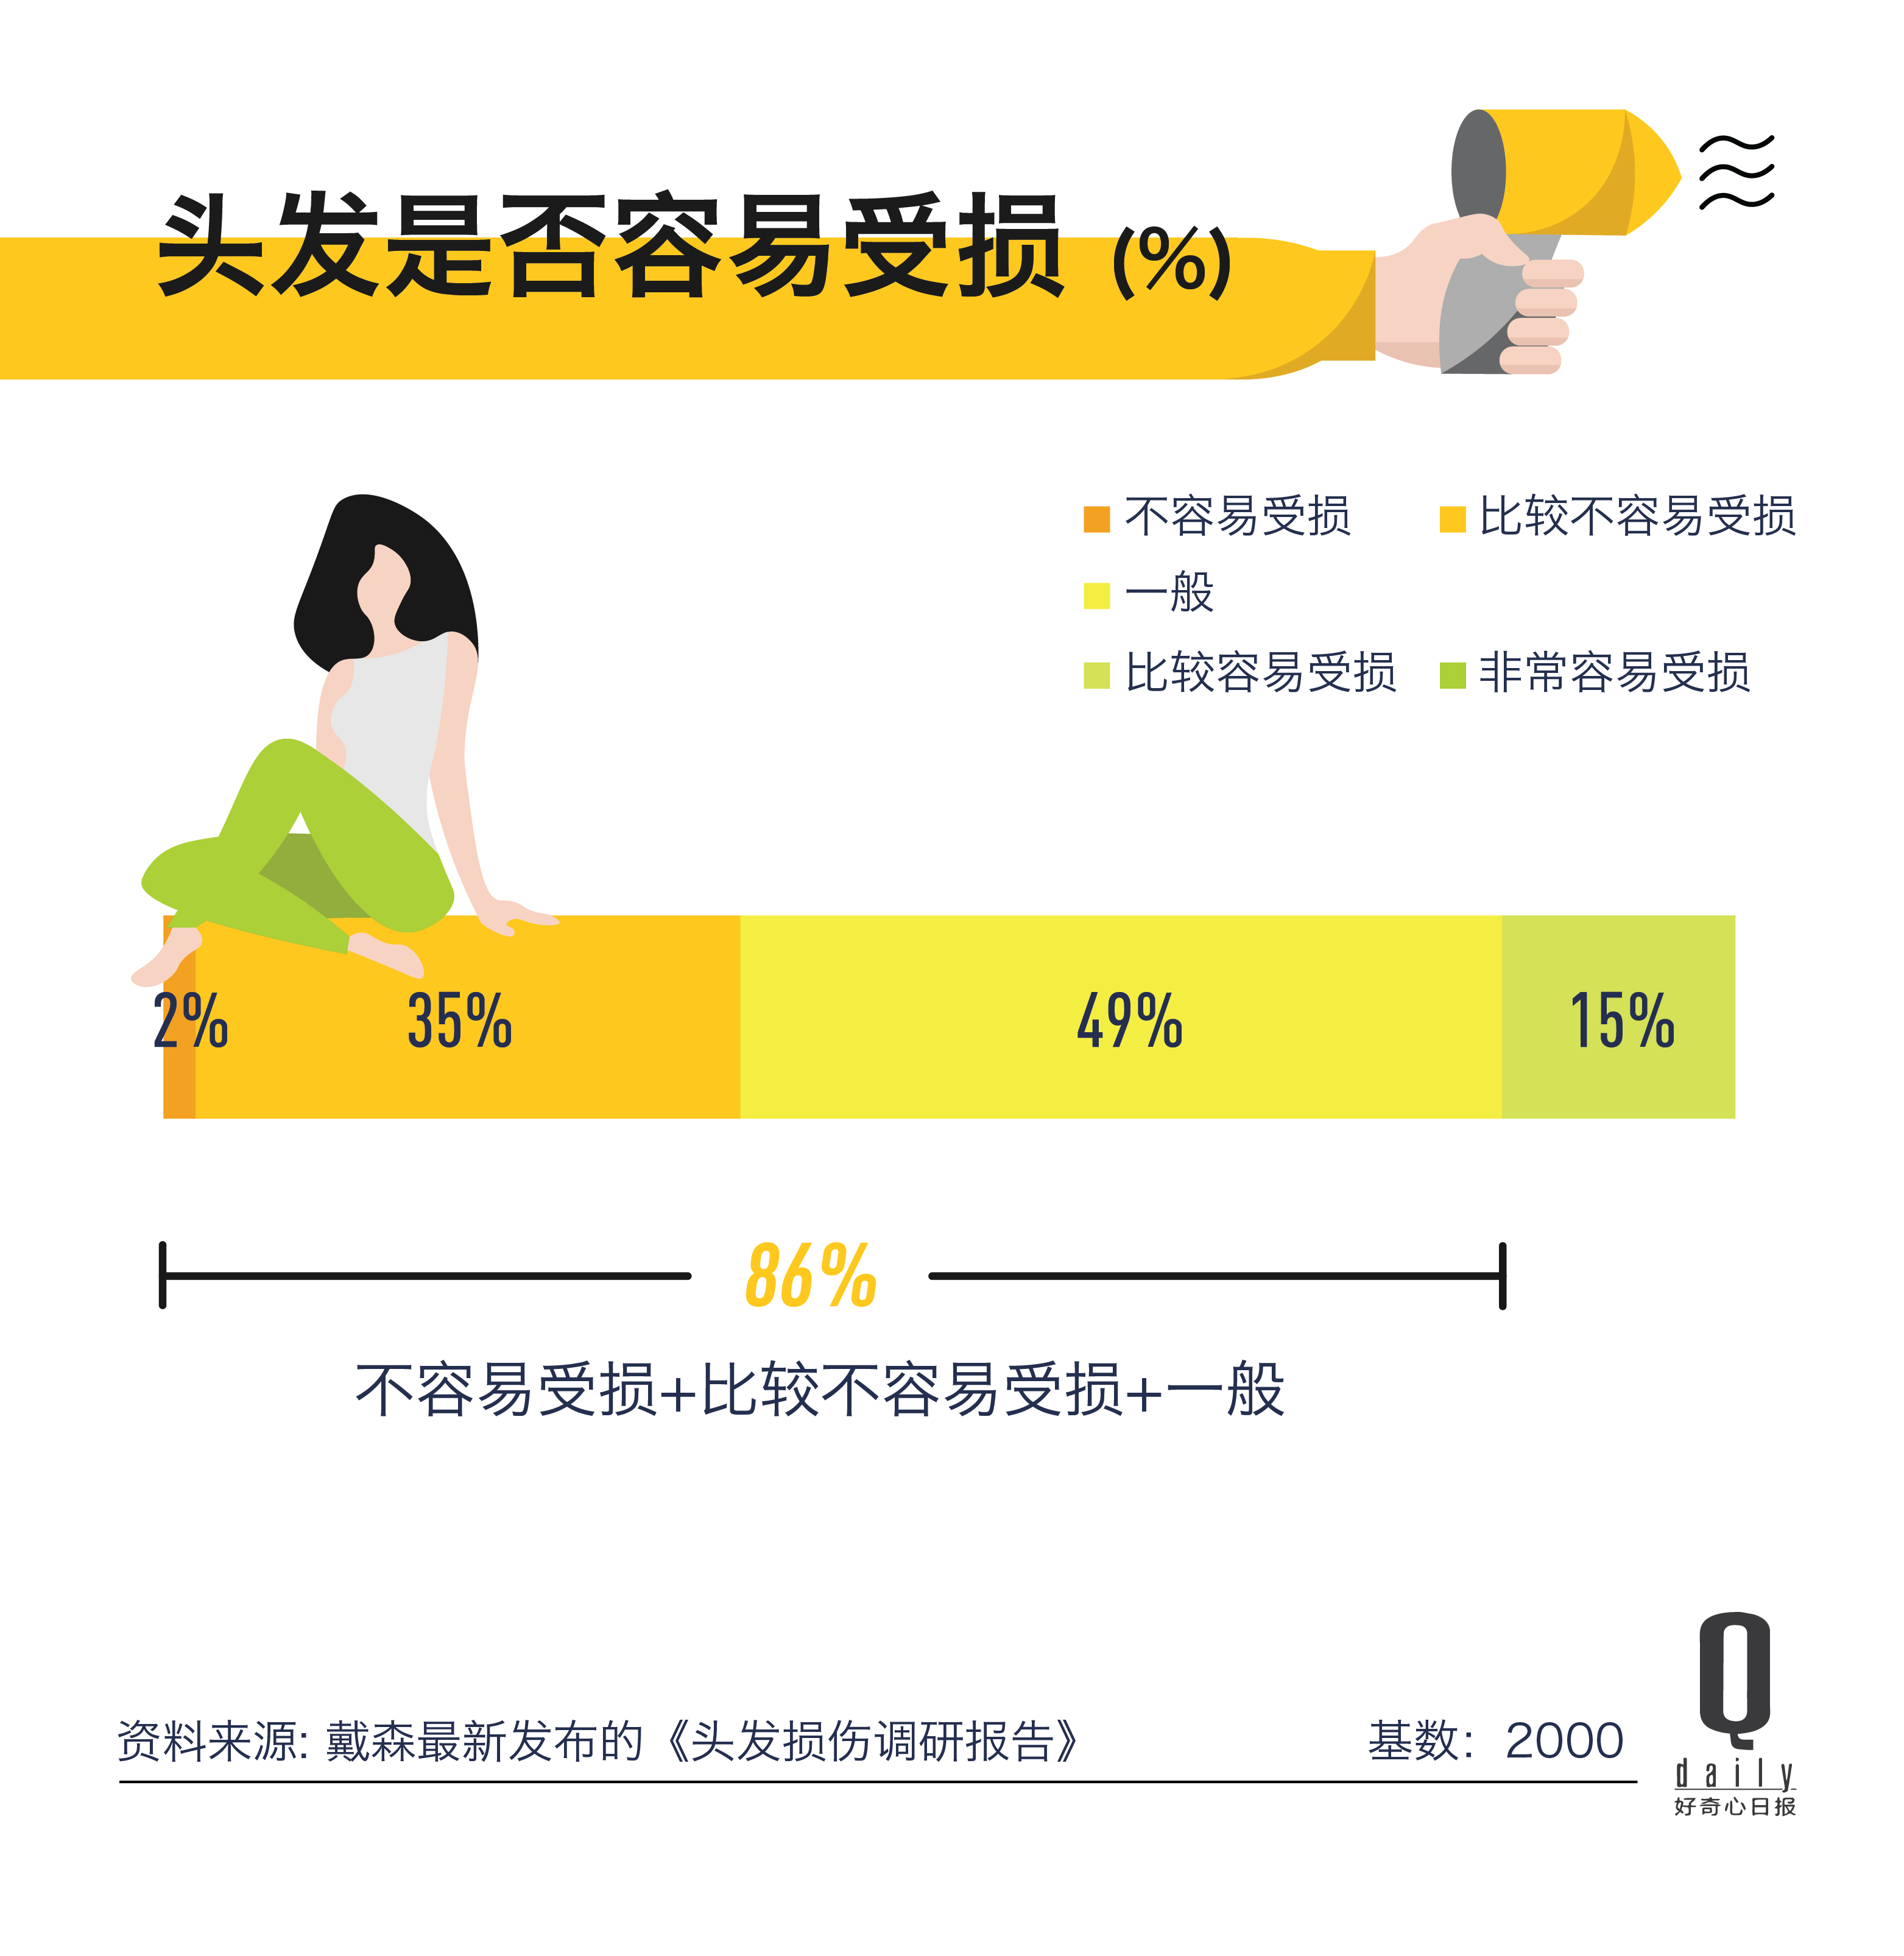 头发是否容易受损 (%)
不容易受损 比较不容易受损
一般
比较容易受损 非常容易受损
2% 35% 49% 15%
86%
不容易受损+比较不容易受损+一般
资料来源: 戴森最新发布的《头发损伤调研报告》 基数: 2000
Q
daily
好奇心日报